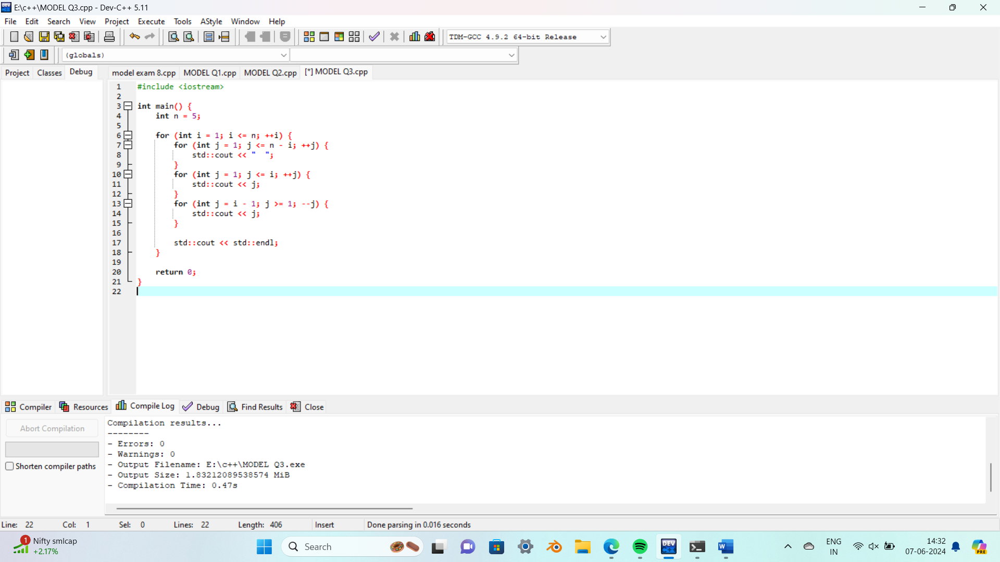 E:\c++\MODEL Q3.cpp - Dev-C++ 5.11
File Edit Search View Project Execute Tools AStyle Window Help
TDM-GCC 4.9.2 64-bit Release
(globals)
Project Classes Debug model exam 8.cpp MODEL Q1.cpp MODEL Q2.cpp [*] MODEL Q3.cpp
1 #include <iostream>
2
3 int main() {
4     int n = 5;
5
6     for (int i = 1; i <= n; ++i) {
7         for (int j = 1; j <= n - i; ++j) {
8             std::cout << "  ";
9         }
10         for (int j = 1; j <= i; ++j) {
11             std::cout << j;
12         }
13         for (int j = i - 1; j >= 1; --j) {
14             std::cout << j;
15         }
16
17         std::cout << std::endl;
18     }
19
20     return 0;
21 }
22
Compiler Resources Compile Log Debug Find Results Close
Abort Compilation
Shorten compiler paths
Compilation results...
--------
- Errors: 0
- Warnings: 0
- Output Filename: E:\c++\MODEL Q3.exe
- Output Size: 1.83212089538574 MiB
- Compilation Time: 0.47s
Line: 22 Col: 1 Sel: 0 Lines: 22 Length: 406 Insert Done parsing in 0.016 seconds
1 Nifty smlcap
+2.17%
Search
DEV
C++
W
ENG
IN
14:32
07-06-2024
PRE